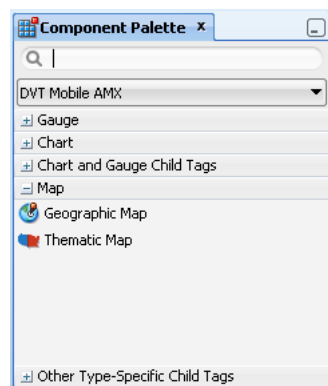 Component Palette x
DVT Mobile AMX
Gauge
Chart
Chart and Gauge Child Tags
Map
Geographic Map
Thematic Map
Other Type-Specific Child Tags